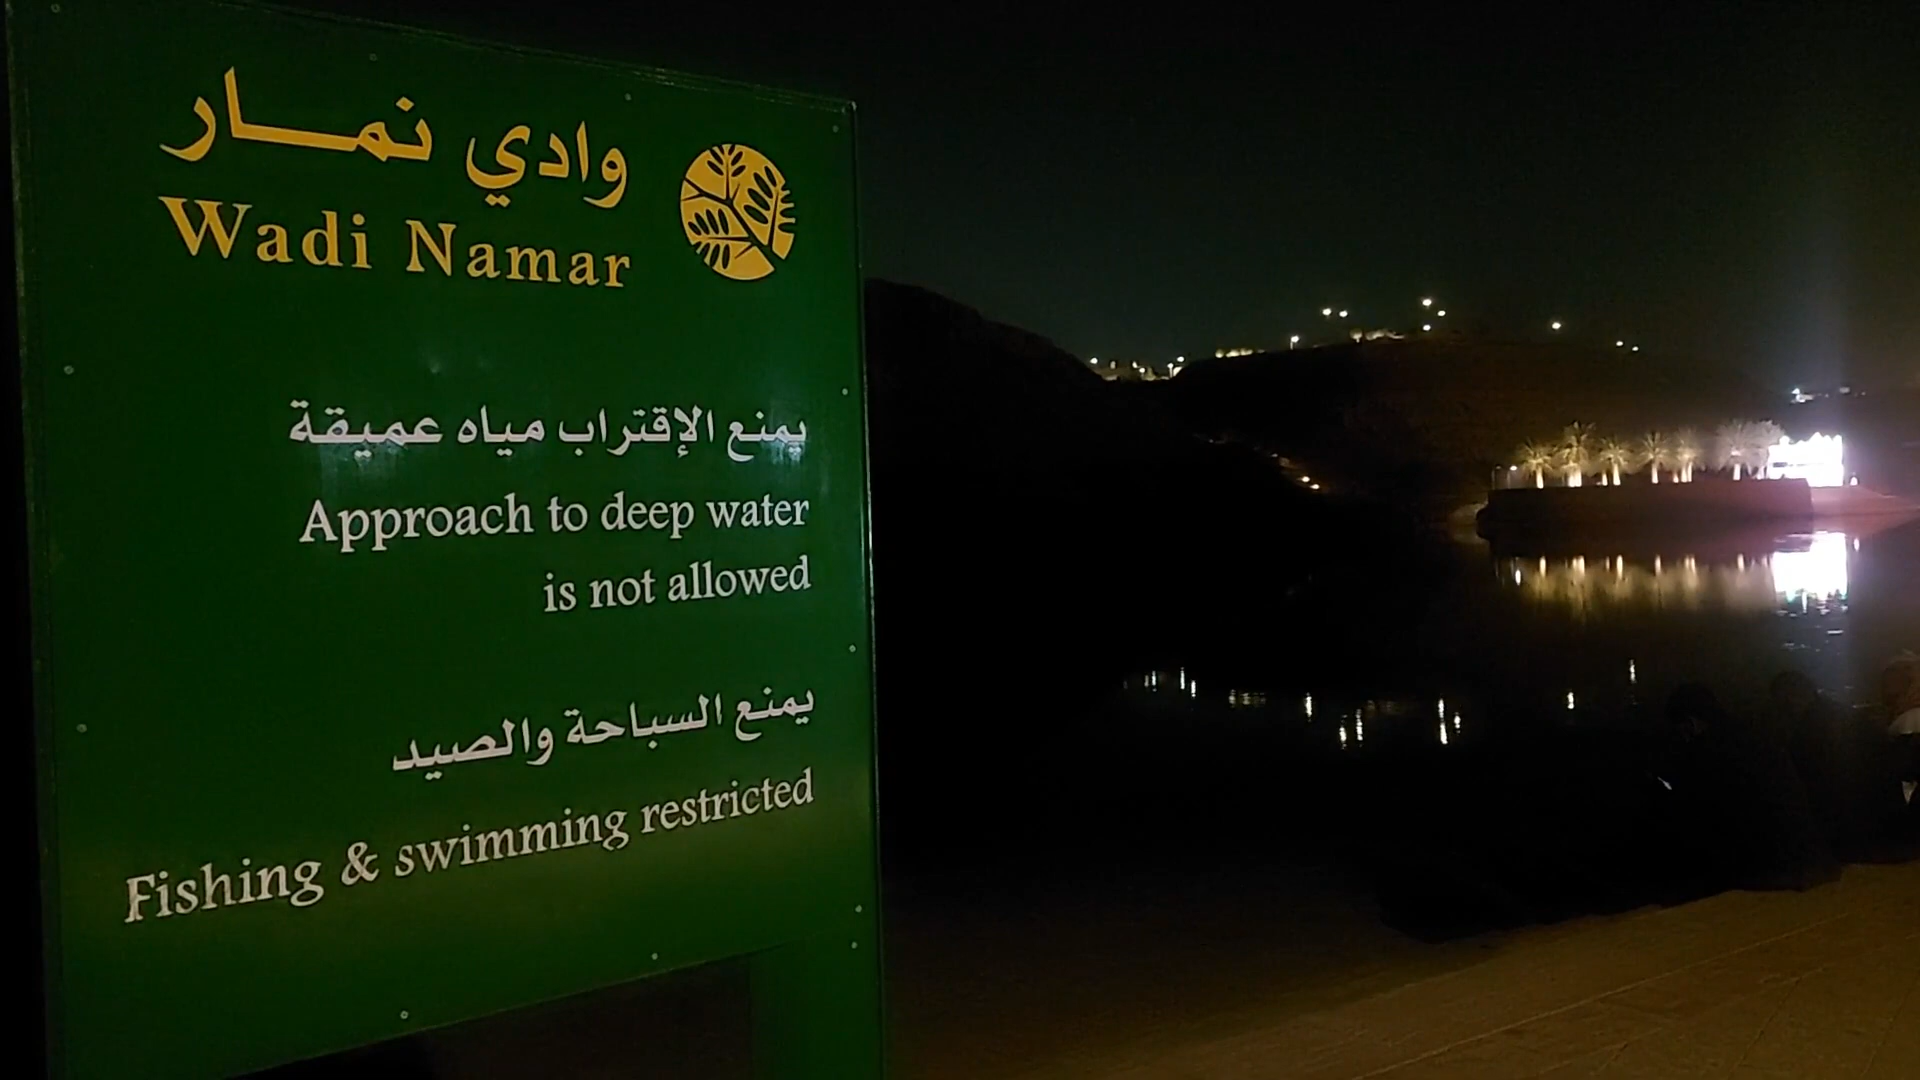 وادي نمـــار
Wadi Namar
يمنع الإقتراب مياه عميقة
Approach to deep water
is not allowed
يمنع السباحة والصيد
Fishing & swimming restricted